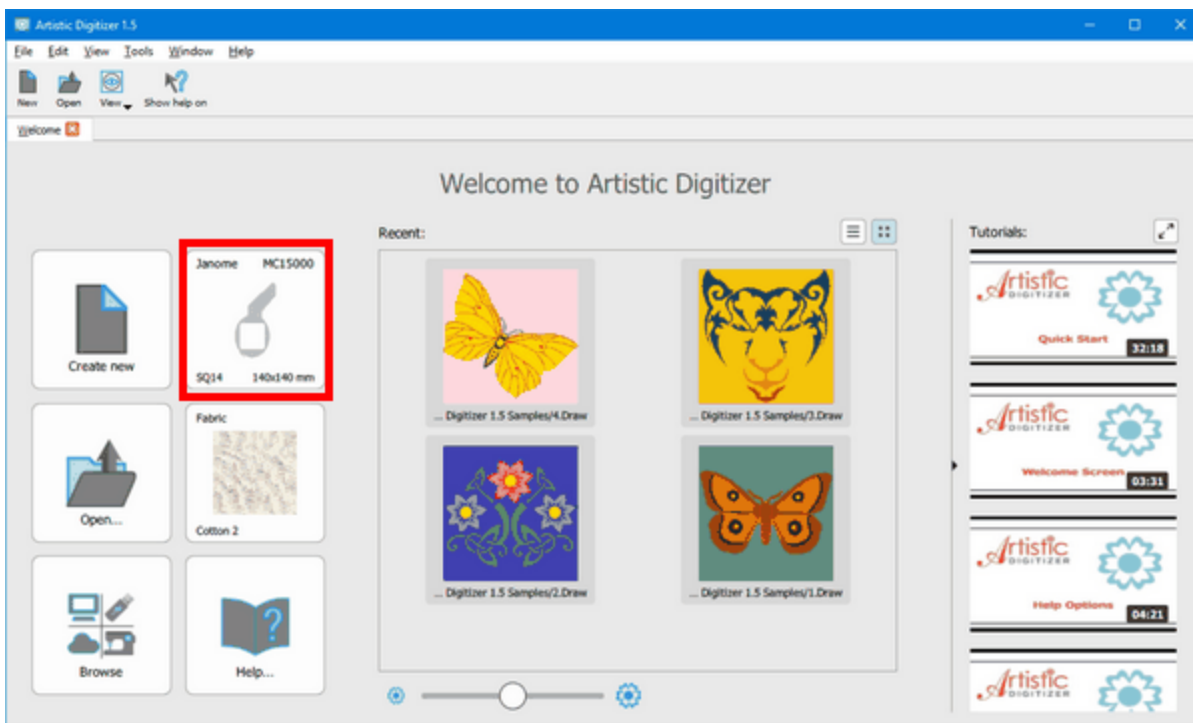 Artistic Digitizer 1.5
File Edit View Tools Window Help
New Open View Show help on
Welcome
Welcome to Artistic Digitizer
Create new
Janome MC15000
SQ14 140x140 mm
Open...
Fabric
Cotton 2
Browse
Help...
Recent:
... Digitizer 1.5 Samples/4.Draw
... Digitizer 1.5 Samples/3.Draw
... Digitizer 1.5 Samples/2.Draw
... Digitizer 1.5 Samples/1.Draw
Tutorials:
Artistic
DIGITIZER
Quick Start
32:18
Artistic
DIGITIZER
Welcome Screen
03:31
Artistic
DIGITIZER
Help Options
04:21
Artistic
DIGITIZER